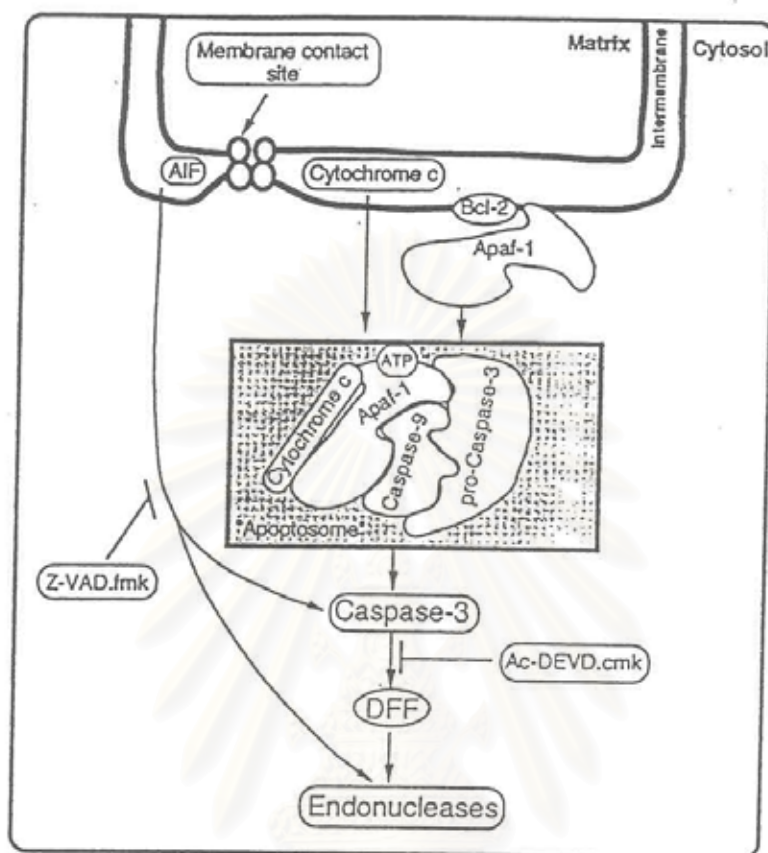 Membrane contact
site
Matrix
Intermembrane
Cytosol
AIF
Cytochrome c
Bcl-2
Apaf-1
ATP
Cytochrome c
Apaf-1
Caspase-9
pro-Caspase-3
"Apoptosome"
Z-VAD.fmk
Caspase-3
Ac-DEVD.cmk
DFF
Endonucleases